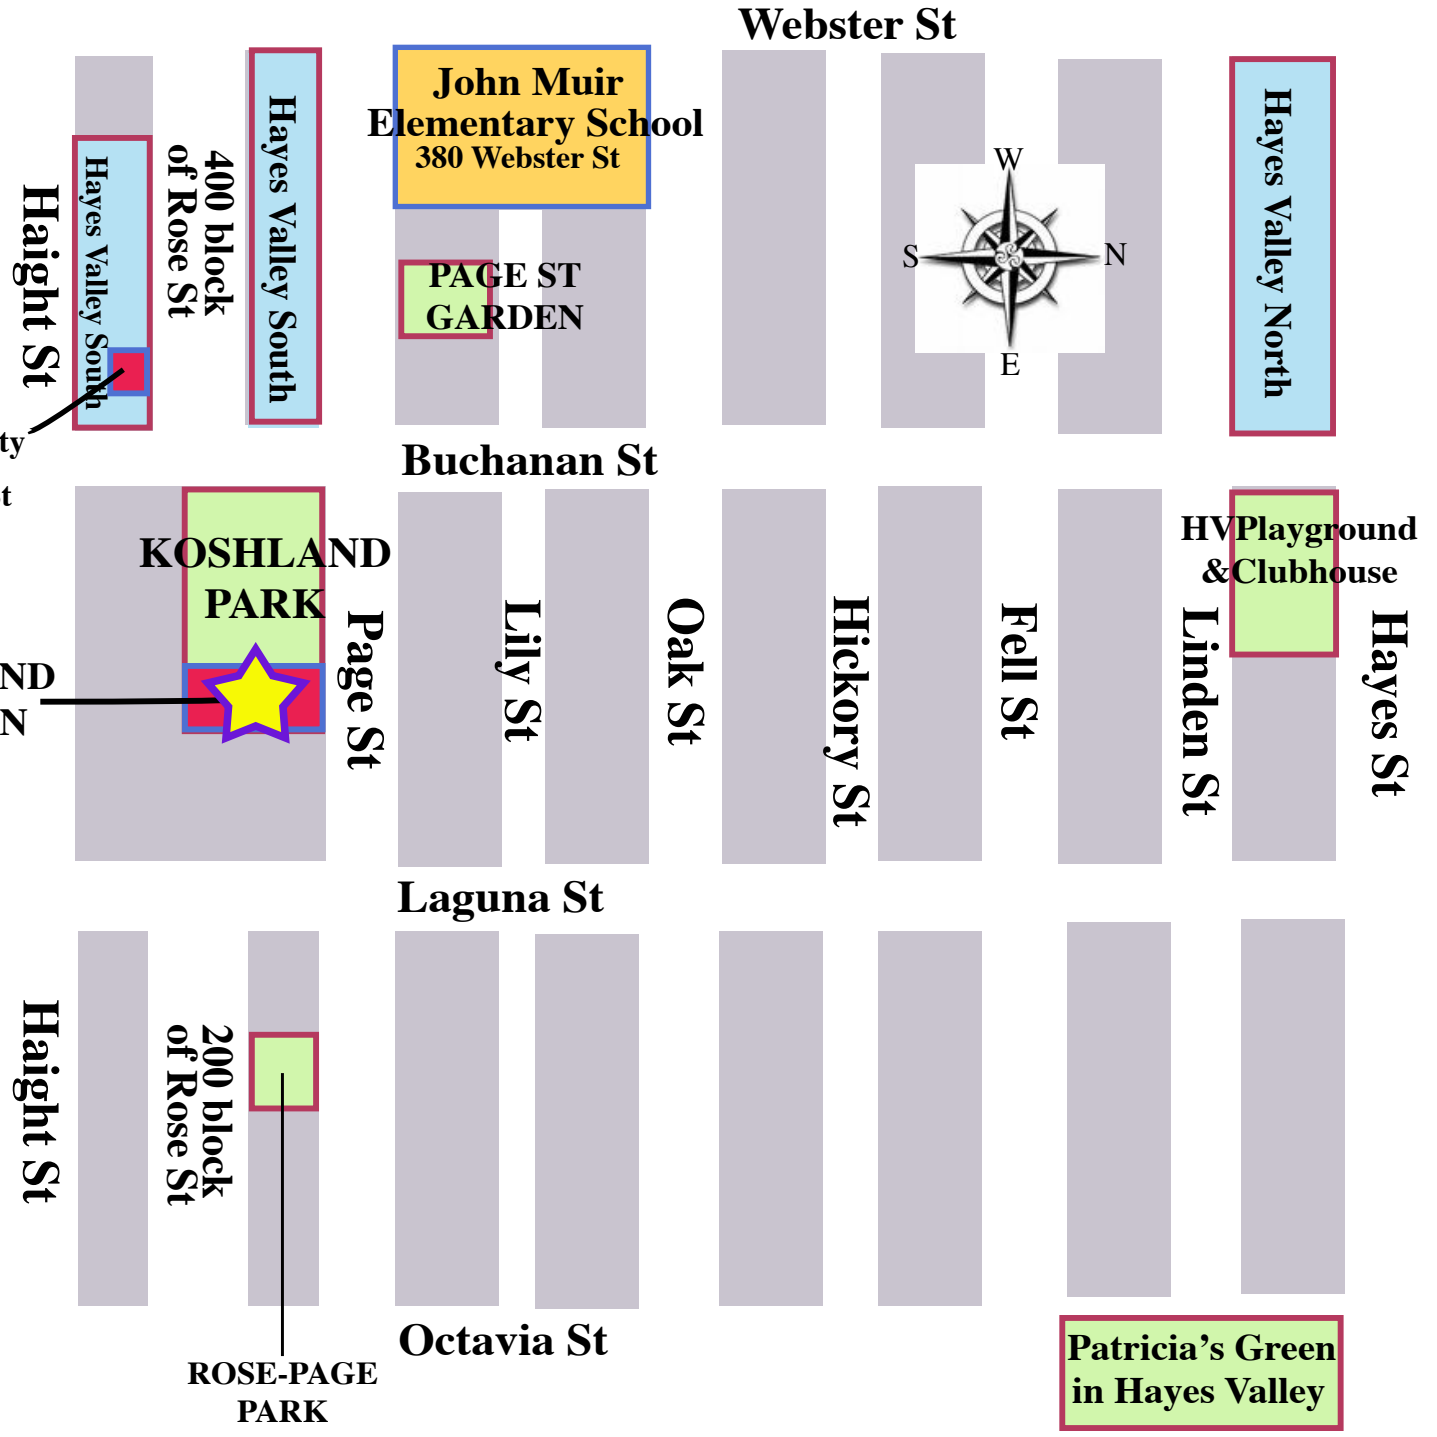 Webster St
John Muir
Elementary School
380 Webster St
Hayes Valley South
400 block
of Rose St
Hayes Valley South
Haight St
PAGE ST
GARDEN
W
S
N
E
Hayes Valley North
ty
Buchanan St
t
KOSHLAND
PARK
HVPlayground
&Clubhouse
ND
N
Page St
Lily St
Oak St
Hickory St
Fell St
Linden St
Hayes St
Laguna St
Haight St
200 block
of Rose St
Octavia St
ROSE-PAGE
PARK
Patricia’s Green
in Hayes Valley